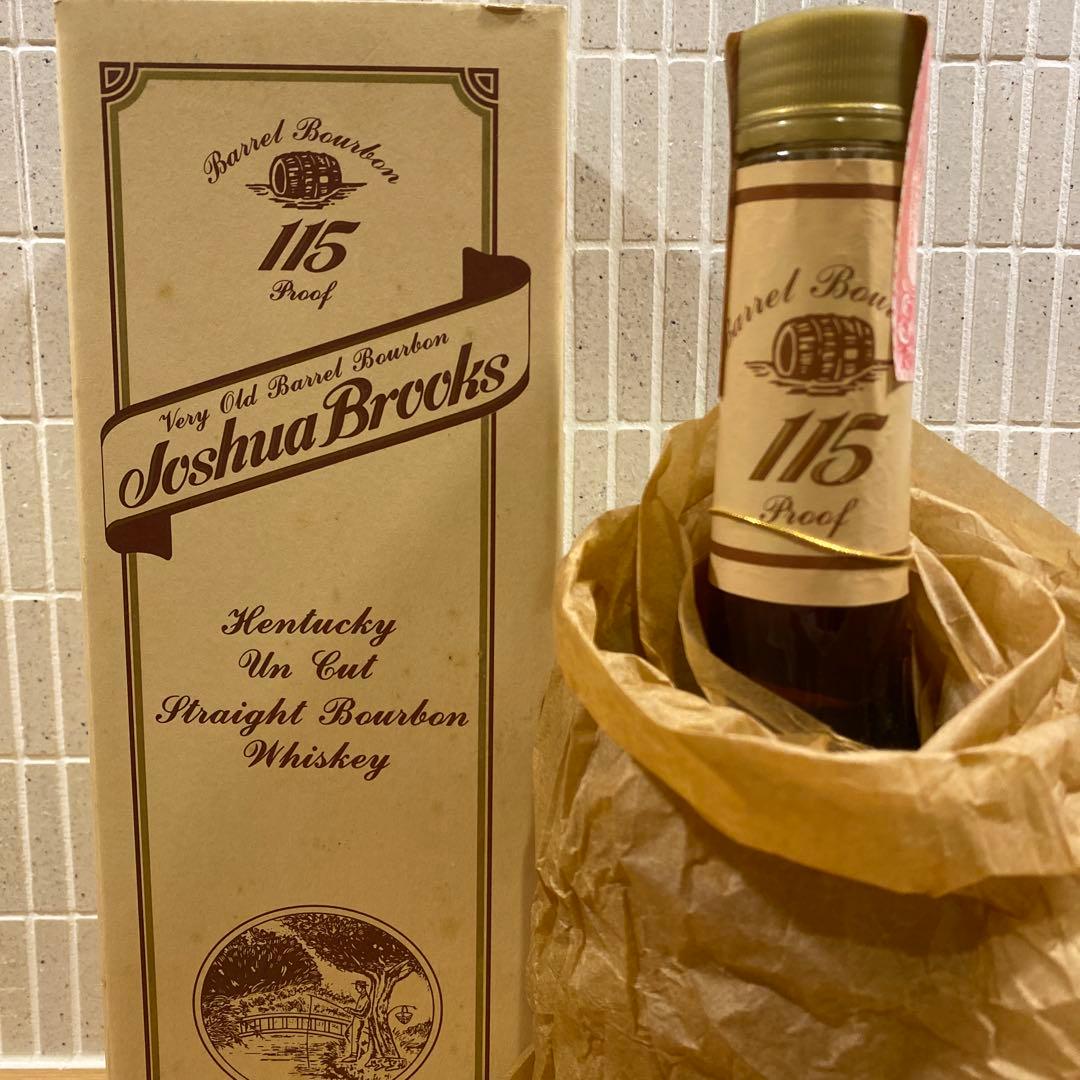 Barrel Bourbon
115
Proof
Very Old Barrel Bourbon
Joshua Brooks
Kentucky
Un Cut
Straight Bourbon
Whiskey
Barrel Bou
115
Proof